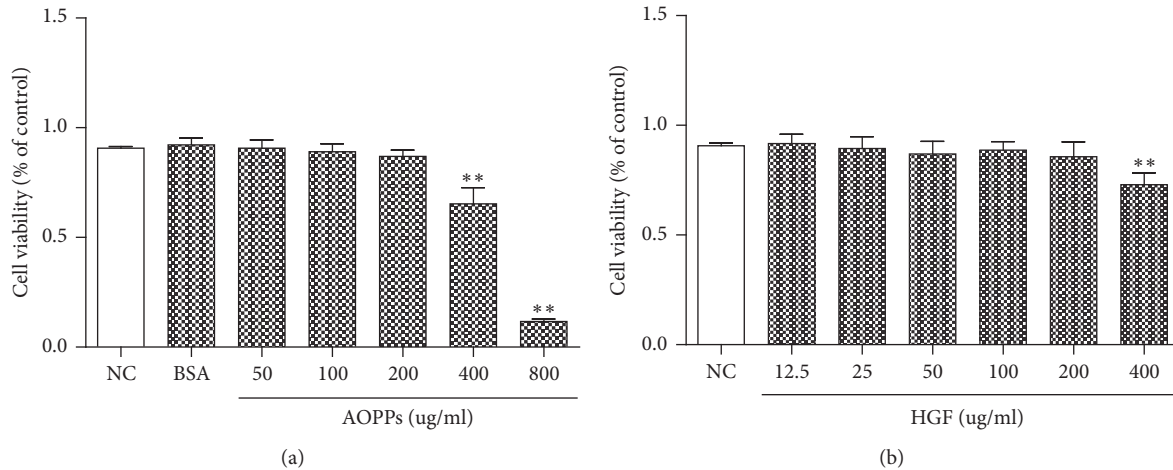 Cell viability (% of control)
1.5
1.0
0.5
0.0
**
**
NC BSA 50 100 200 400 800
AOPPs (ug/ml)
(a)
Cell viability (% of control)
1.5
1.0
0.5
0.0
**
NC 12.5 25 50 100 200 400
HGF (ug/ml)
(b)